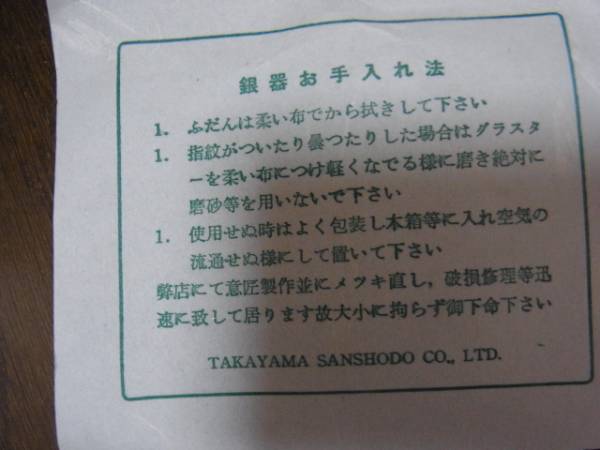 銀器お手入れ法
1. ふだんは柔い布でから拭きして下さい
1. 指紋がついたり曇つたりした場合はグラスタ
ーを柔い布につけ軽くなでる様に磨き絶対に
磨砂等を用いないで下さい
1. 使用せぬ時はよく包装し本箱等に入れ空気の
流通せぬ様にして置いて下さい
弊店にて意匠製作並にメツキ直し,破損修理等迅
速に致して居ります故大小に拘らず御下命下さい
TAKAYAMA SANSHODO CO., LTD.